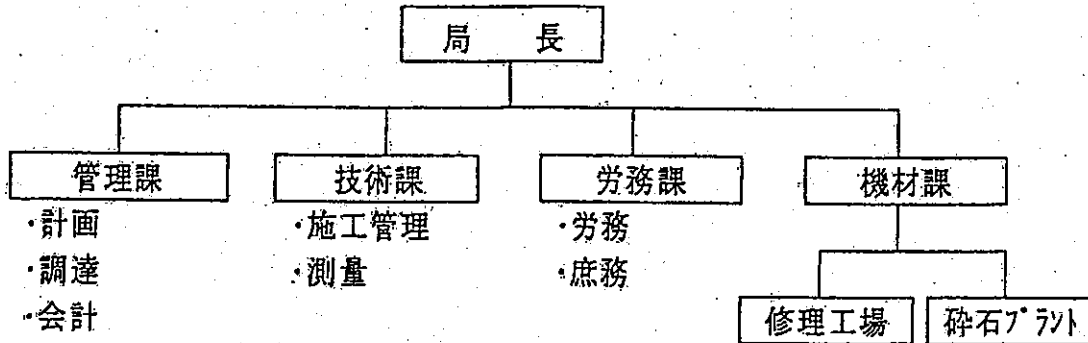 局　長
管理課
・計画
・調達
・会計
技術課
・施工管理
・測量
労務課
・労務
・庶務
機材課
修理工場
砕石プラント